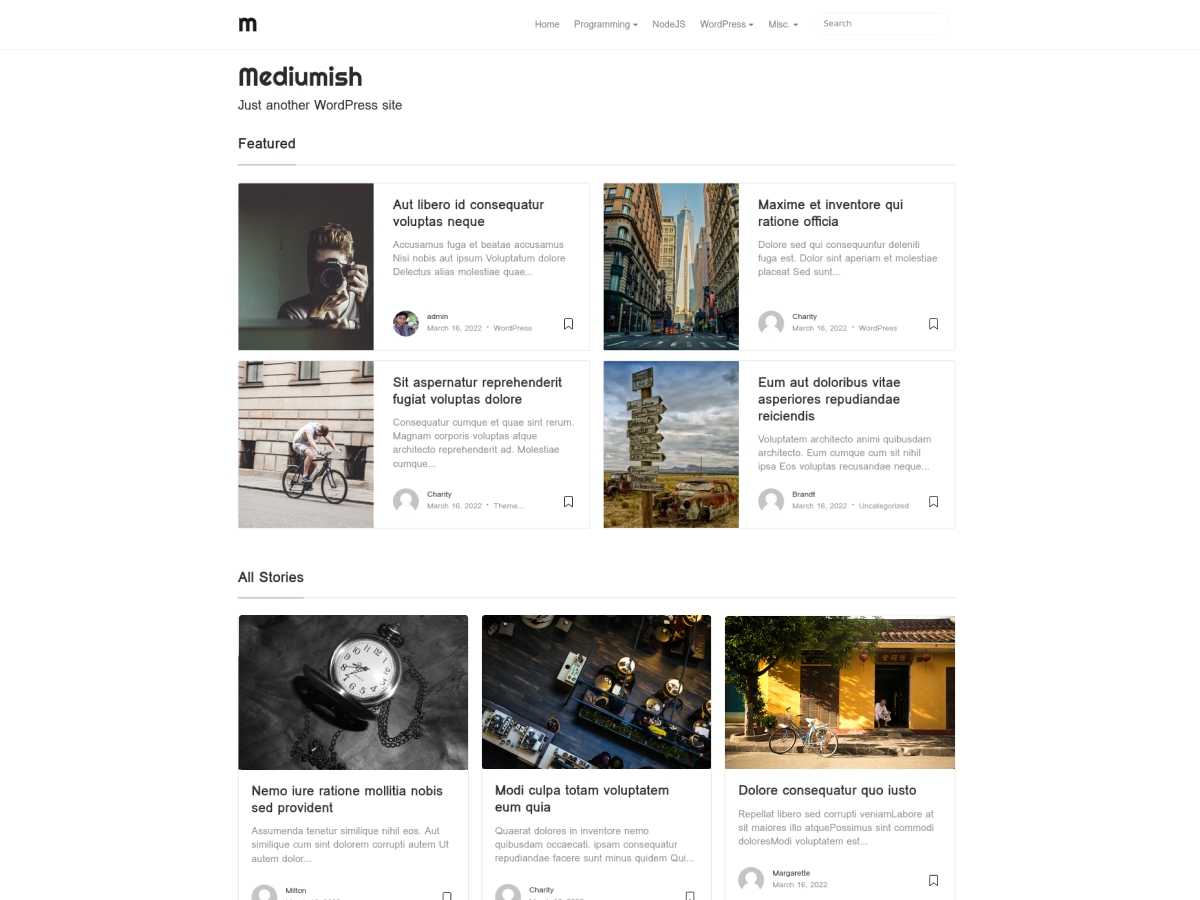 m
Home Programming NodeJS WordPress Misc. Search
Mediumish
Just another WordPress site
Featured
Aut libero id consequatur
voluptas neque
Accusamus fuga et beatae accusamus
Nisi nobis aut ipsum Voluptatum dolore
Delectus alias molestiae quae...
admin
March 16, 2022 · WordPress
Maxime et inventore qui
ratione officia
Dolore sed qui consequuntur deleniti
fuga est. Dolor sint aperiam et molestiae
placeat Sed sunt...
Charity
March 16, 2022 · WordPress
Sit aspernatur reprehenderit
fugiat voluptas dolore
Consequatur cumque et quae sint rerum.
Magnam corporis voluptas atque
architecto reprehenderit ad. Molestiae
cumque...
Charity
March 16, 2022 · Theme...
Eum aut doloribus vitae
asperiores repudiandae
reiciendis
Voluptatem architecto animi quibusdam
architecto. Eum cumque cum sit nihil
ipsa Eos voluptas recusandae neque...
Brandt
March 16, 2022 · Uncategorized
All Stories
Nemo iure ratione mollitia nobis
sed provident
Assumenda tenetur similique nihil eos. Aut
similique cum sint dolorem corrupti autem Ut
autem dolor...
Milton
Modi culpa totam voluptatem
eum quia
Quaerat dolores in inventore nemo
quibusdam occaecati. ipsam consequatur
repudiandae facere sunt minus quidem Qui...
Charity
Dolore consequatur quo iusto
Repellat libero sed corrupti veniamLabore at
sit maiores illo atquePossimus sint commodi
doloresModi voluptatem est...
Margarette
March 16, 2022